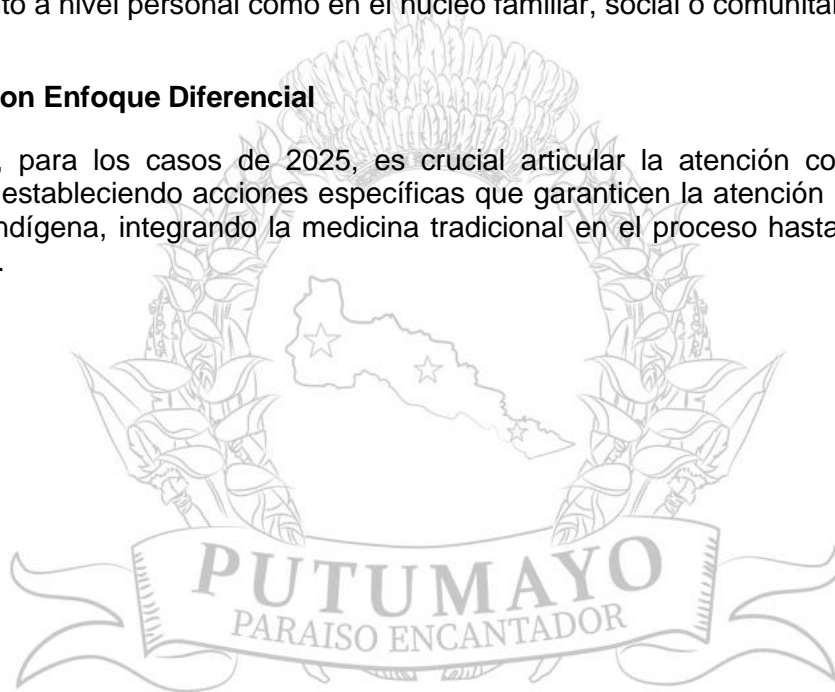 to a nivel personal como en el núcleo familiar, social o comunita
on Enfoque Diferencial
, para los casos de 2025, es crucial articular la atención co
estableciendo acciones específicas que garanticen la atención
ndígena, integrando la medicina tradicional en el proceso hasta
.
PUTUMAYO
PARAISO ENCANTADOR